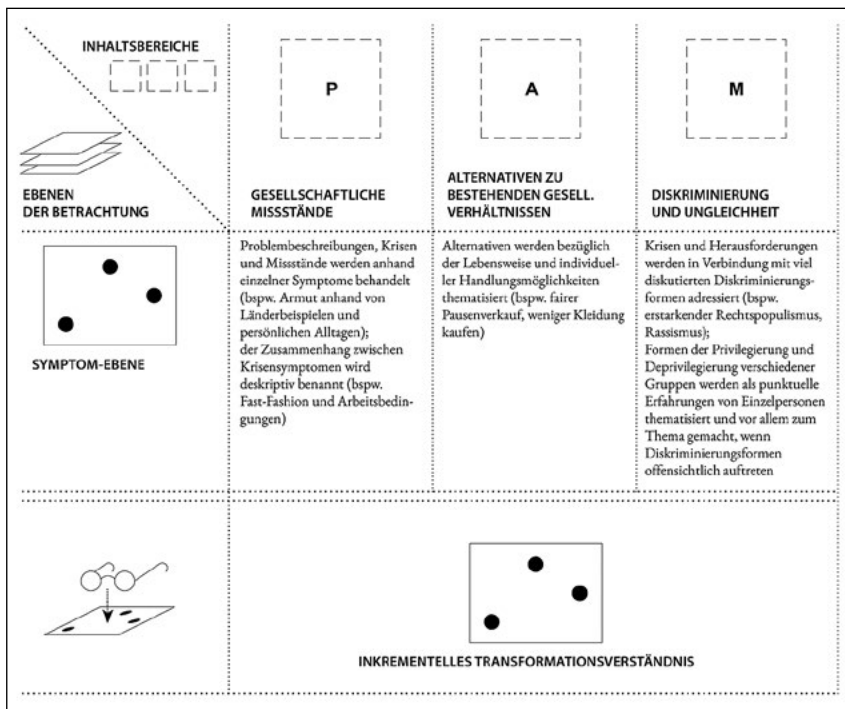 INHALTSBEREICHE
P
A
M
EBENEN
DER BETRACHTUNG
GESELLSCHAFTLICHE
MISSSTÄNDE
ALTERNATIVEN ZU
BESTEHENDEN GESELL.
VERHÄLTNISSEN
DISKRIMINIERUNG
UND UNGLEICHHEIT
SYMPTOM-EBENE
Problembeschreibungen, Krisen
und Missstände werden anhand
einzelner Symptome behandelt
(bspw. Armut anhand von
Länderbeispielen und
persönlichen Alltagen);
der Zusammenhang zwischen
Krisensymptomen wird
deskriptiv benannt (bspw.
Fast-Fashion und Arbeitsbedin-
gungen)
Alternativen werden bezüglich
der Lebensweise und individuel-
ler Handlungsmöglichkeiten
thematisiert (bspw. fairer
Pausenverkauf, weniger Kleidung
kaufen)
Krisen und Herausforderungen
werden in Verbindung mit viel
diskutierten Diskriminierungs-
formen adressiert (bspw.
erstarkender Rechtspopulismus,
Rassismus);
Formen der Privilegierung und
Deprivilegierung verschiedener
Gruppen werden als punktuelle
Erfahrungen von Einzelpersonen
thematisiert und vor allem zum
Thema gemacht, wenn
Diskriminierungsformen
offensichtlich auftreten
INKREMENTELLES TRANSFORMATIONSVERSTÄNDNIS